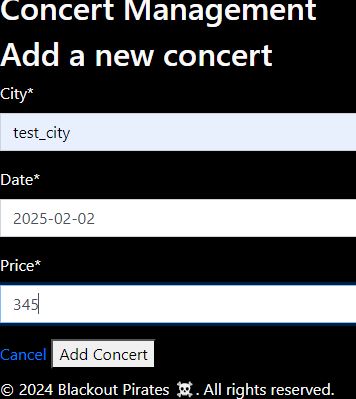 Concert Management
Add a new concert
City*
test_city
Date*
2025-02-02
Price*
345
Cancel Add Concert
© 2024 Blackout Pirates ☠️. All rights reserved.